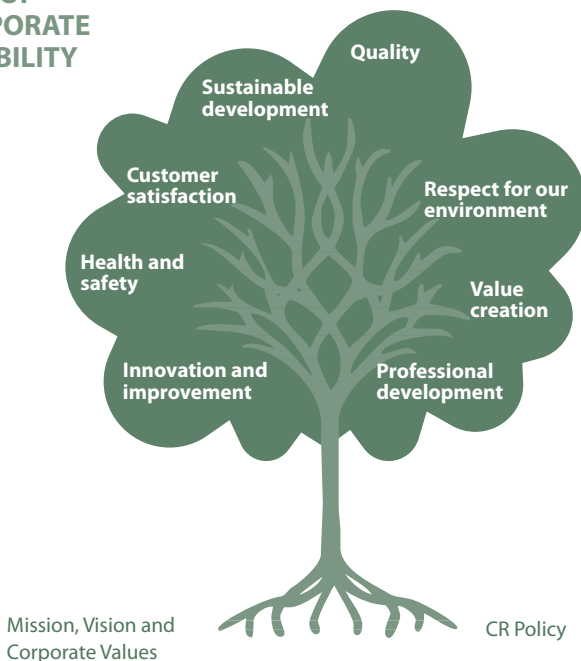 PORATE
BILITY
Quality
Sustainable
development
Customer
satisfaction
Respect for our
environment
Health and
safety
Value
creation
Innovation and
improvement
Professional
development
Mission, Vision and
Corporate Values
CR Policy